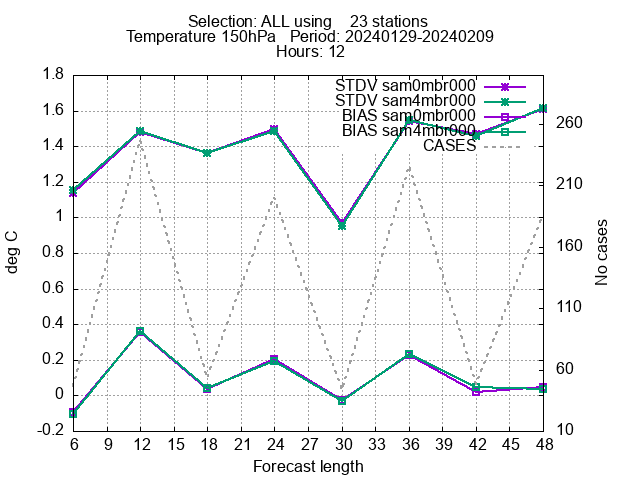 Selection: ALL using 23 stations
Temperature 150hPa Period: 20240129-20240209
Hours: 12
STDV sam0mbr000
STDV sam4mbr000
BIAS sam0mbr000
BIAS sam4mbr000
CASES
deg C
1.8
1.6
1.4
1.2
1
0.8
0.6
0.4
0.2
0
-0.2
No cases
260
210
160
110
60
10
6 9 12 15 18 21 24 27 30 33 36 39 42 45 48
Forecast length